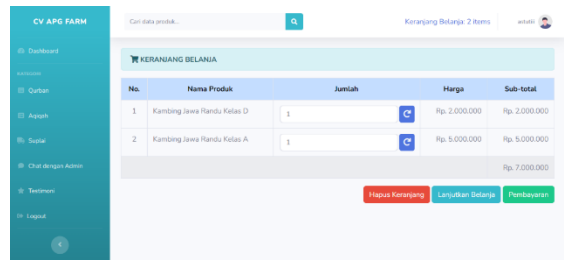 CV APG FARM
Cari data produk...
Keranjang Belanja: 2 items
Dashboard
KATEGORI
Qurban
Aqiqah
Suplai
Chat dengan Admin
Testimoni
Logout
KERANJANG BELANJA
No. Nama Produk Jumlah Harga Sub-total
1 Kambing Jawa Randu Kelas D 1 Rp. 2.000.000 Rp. 2.000.000
2 Kambing Jawa Randu Kelas A 1 Rp. 5.000.000 Rp. 5.000.000
Rp. 7.000.000
Hapus Keranjang Lanjutkan Belanja Pembayaran